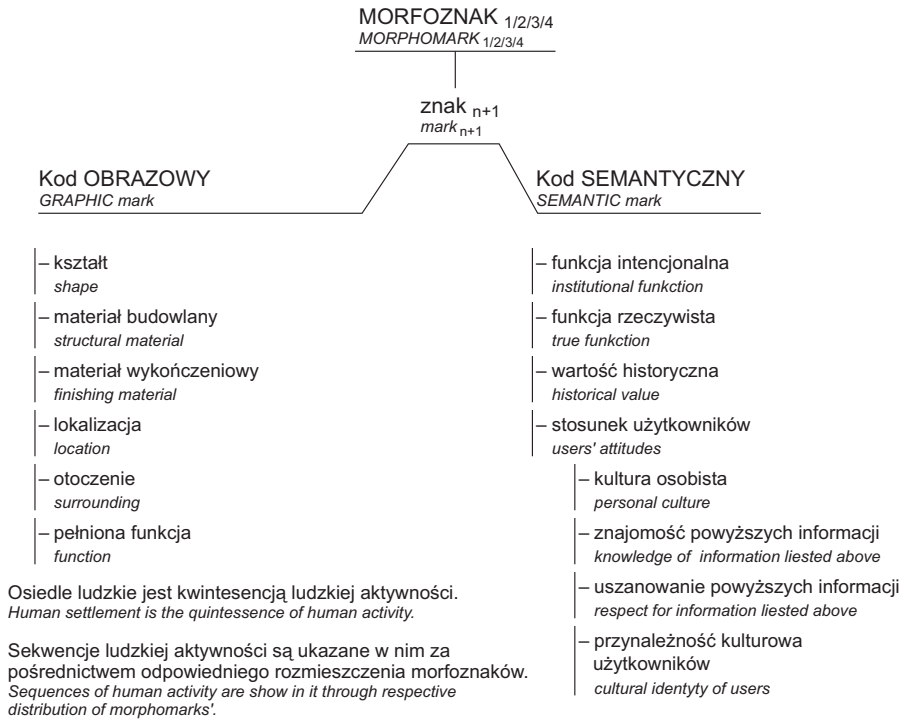 MORFOZNAK 1/2/3/4
MORPHOMARK 1/2/3/4
znak n+1
mark n+1
Kod OBRAZOWY
GRAPHIC mark
– kształt
shape
– materiał budowlany
structural material
– materiał wykończeniowy
finishing material
– lokalizacja
location
– otoczenie
surrounding
– pełniona funkcja
function
Kod SEMANTYCZNY
SEMANTIC mark
– funkcja intencjonalna
institutional funkction
– funkcja rzeczywista
true funkction
– wartość historyczna
historical value
– stosunek użytkowników
users' attitudes
– kultura osobista
personal culture
– znajomość powyższych informacji
knowledge of information liested above
– uszanowanie powyższych informacji
respect for information liested above
– przynależność kulturowa
użytkowników
cultural identyty of users
Osiedle ludzkie jest kwintesencją ludzkiej aktywności.
Human settlement is the quintessence of human activity.
Sekwencje ludzkiej aktywności są ukazane w nim za
pośrednictwem odpowiedniego rozmieszczenia morfoznaków.
Sequences of human activity are show in it through respective
distribution of morphomarks'.